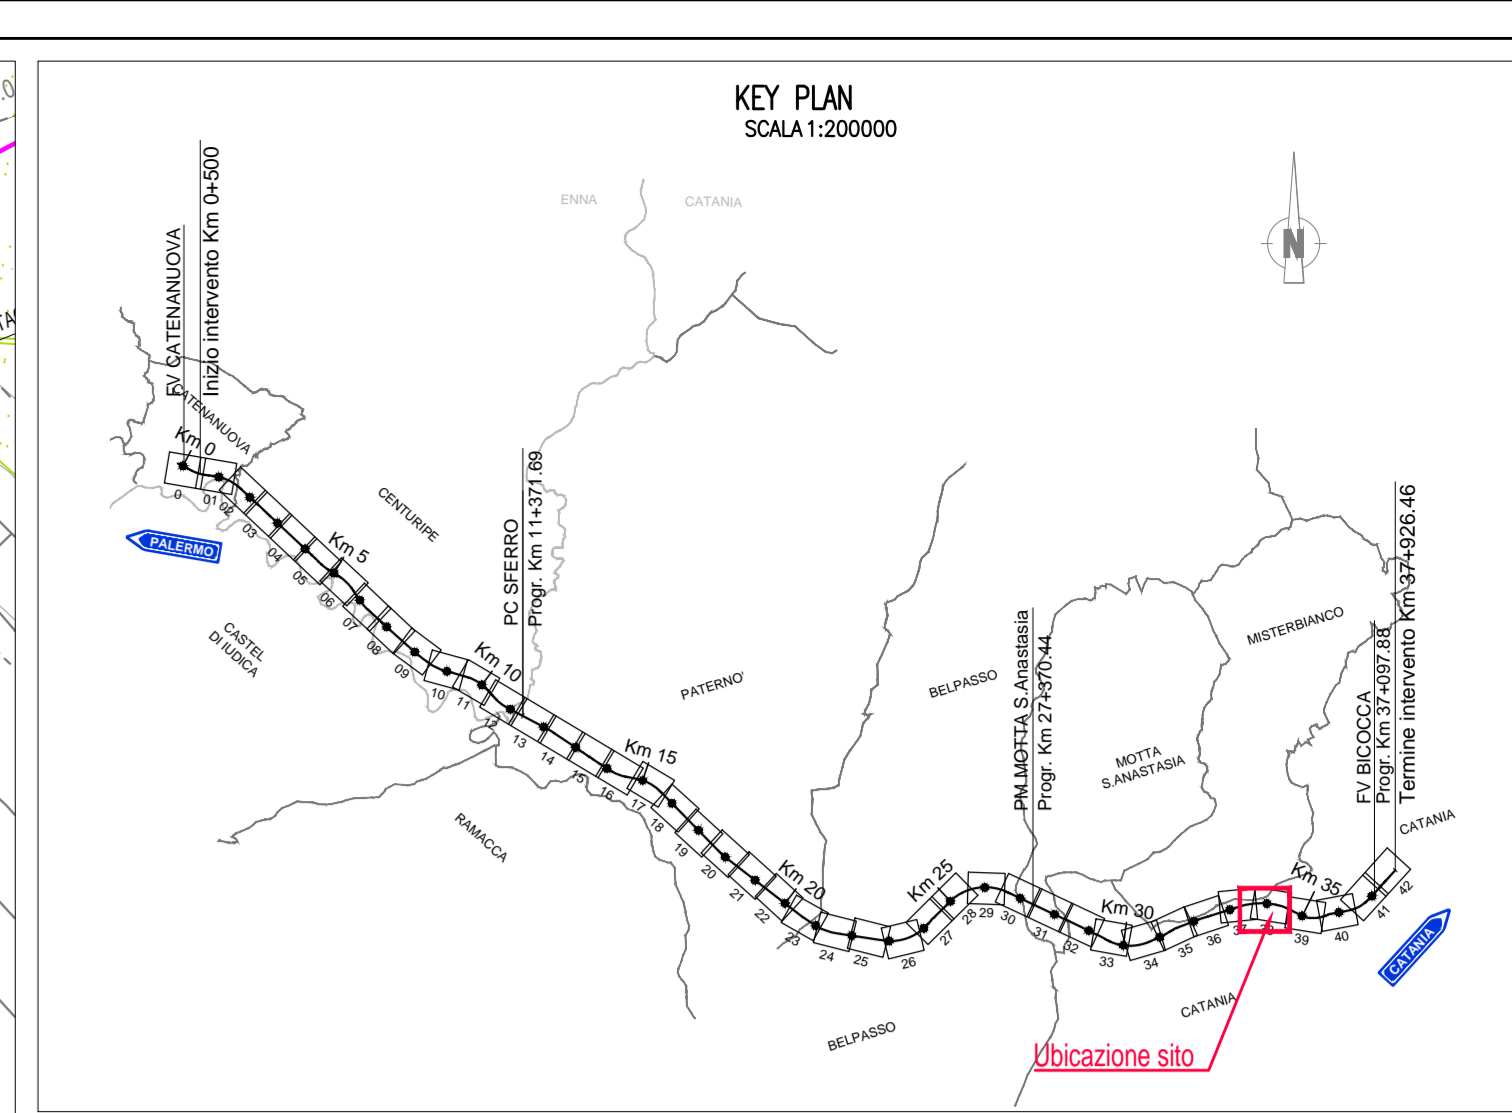 KEY PLAN
SCALA 1:200000
ENNA
CATANIA
N
FV CATENANUOVA
Inizio intervento Km 0+500
CATENANUOVA
Km 0
PALERMO
CENTURIPE
CASTEL
DI IUDICA
Km 5
PC SFERRO
Progr. Km 11+371.69
Km 10
PATERNO'
Km 15
RAMACCA
Km 20
BELPASSO
BELPASSO
Km 25
PM MOTTA S.Anastasia
Progr. Km 27+370.44
Km 30
MOTTA
S.ANASTASIA
MISTERBIANCO
FV BICOCCA
Progr. Km 37+097.88
Termine intervento Km 37+926.46
CATANIA
Km 35
CATANIA
CATANIA
Ubicazione sito
0
01
02
03
04
05
06
07
08
09
10
11
12
13
14
15
16
17
18
19
20
21
22
23
24
25
26
27
28
29
30
31
32
33
34
35
36
37
38
39
40
41
42